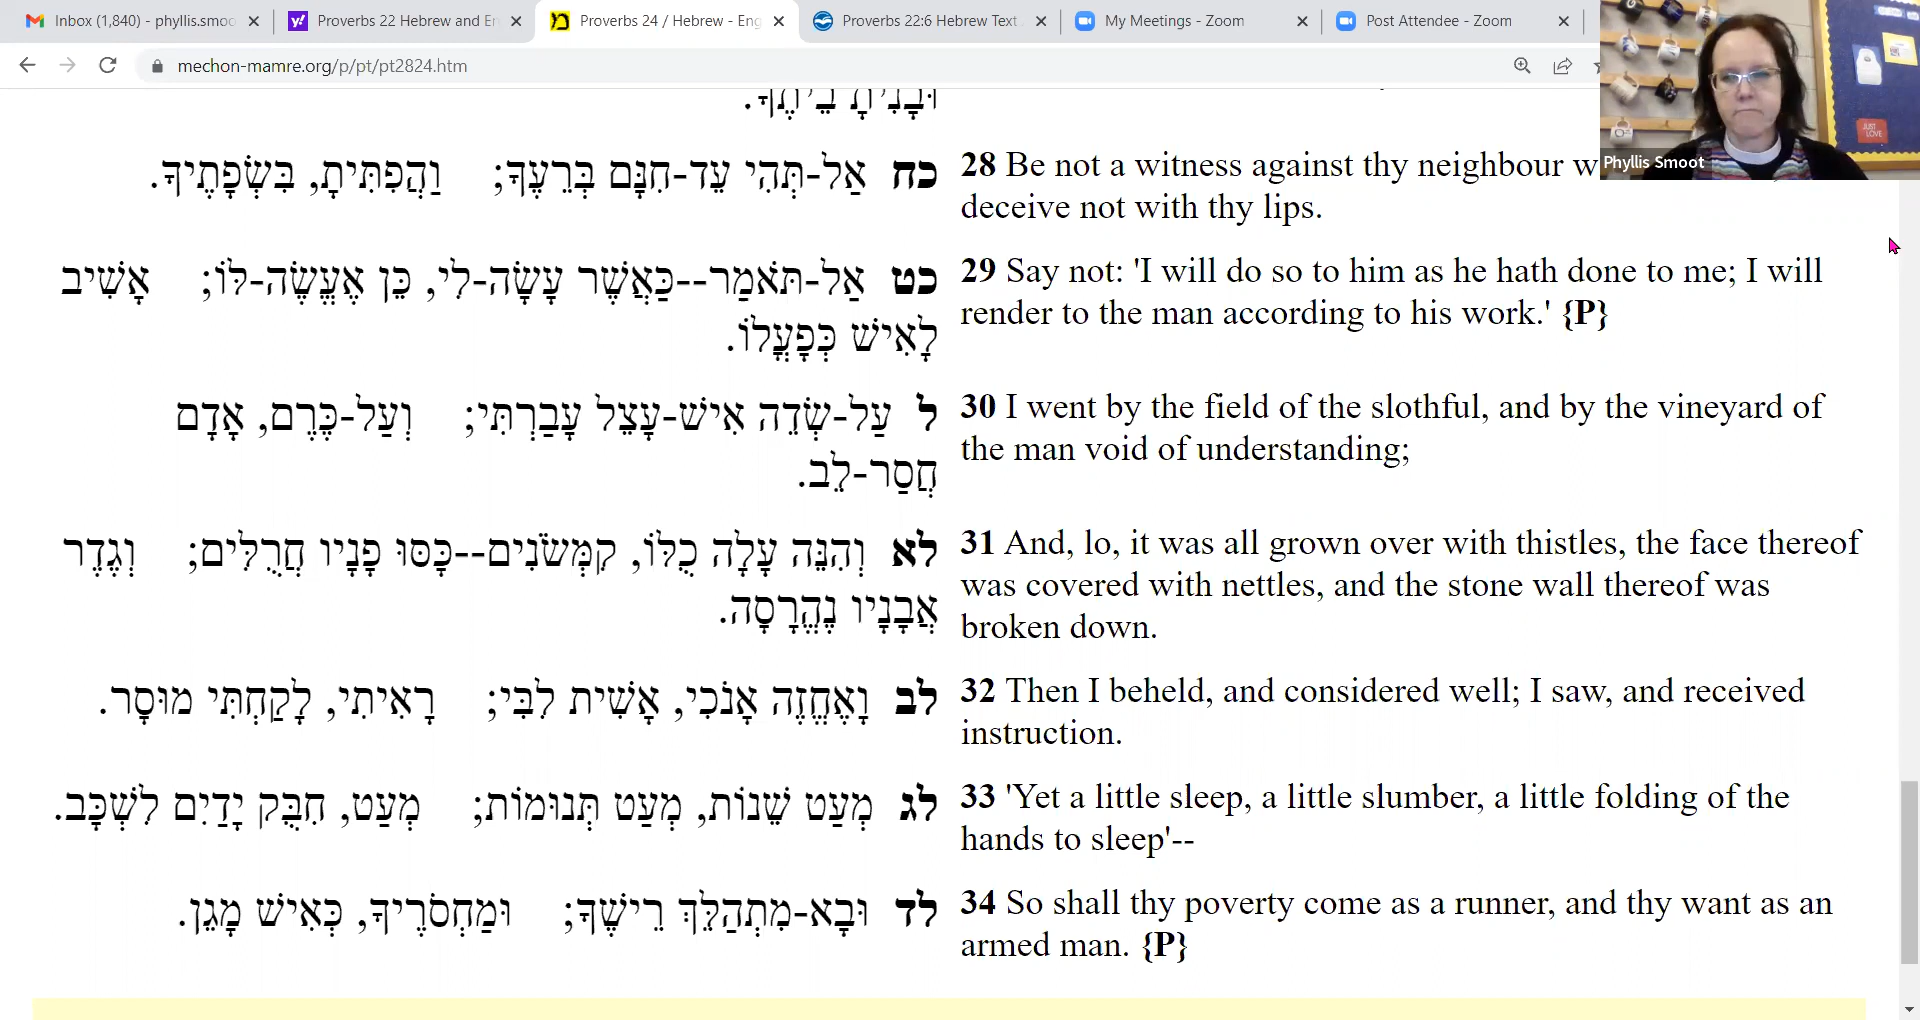 Inbox (1,840) - phyllis.smoo
Proverbs 22 Hebrew and En
Proverbs 24 / Hebrew - Eng
Proverbs 22:6 Hebrew Text
My Meetings - Zoom
Post Attendee - Zoom
mechon-mamre.org/p/pt/pt2824.htm
JUST LOVE
Phyllis Smoot
וּבָנִיתָ בֵיתֶךָ.
כח אַל-תְּהִי עֵד-חִנָּם בְּרֵעֶךָ; וַהֲפִתִּיתָ, בִּשְׂפָתֶיךָ.
28 Be not a witness against thy neighbour
deceive not with thy lips.
כט אַל-תֹּאמַר--כַּאֲשֶׁר עָשָׂה-לִי, כֵּן אֶעֱשֶׂה-לּוֹ; אָשִׁיב
לָאִישׁ כְּפָעֳלוֹ.
29 Say not: 'I will do so to him as he hath done to me; I will
render to the man according to his work.' {P}
ל עַל-שְׂדֵה אִישׁ-עָצֵל עָבַרְתִּי; וְעַל-כֶּרֶם, אָדָם
חֲסַר-לֵב.
30 I went by the field of the slothful, and by the vineyard of
the man void of understanding;
לא וְהִנֵּה עָלָה כֻלּוֹ, קִמְּשֹׂנִים--כָּסּוּ פָנָיו חֲרֻלִּים; וְגֶדֶר
אֲבָנָיו נֶהֱרָסָה.
31 And, lo, it was all grown over with thistles, the face thereof
was covered with nettles, and the stone wall thereof was
broken down.
לב וָאֶחֱזֶה אָנֹכִי, אָשִׁית לִבִּי; רָאִיתִי, לָקַחְתִּי מוּסָר.
32 Then I beheld, and considered well; I saw, and received
instruction.
לג מְעַט שֵׁנוֹת, מְעַט תְּנוּמוֹת; מְעַט, חִבֻּק יָדַיִם לִשְׁכָּב.
33 'Yet a little sleep, a little slumber, a little folding of the
hands to sleep'--
לד וּבָא-מִתְהַלֵּךְ רֵישֶׁךָ; וּמַחְסֹרֶיךָ, כְּאִישׁ מָגֵן.
34 So shall thy poverty come as a runner, and thy want as an
armed man. {P}